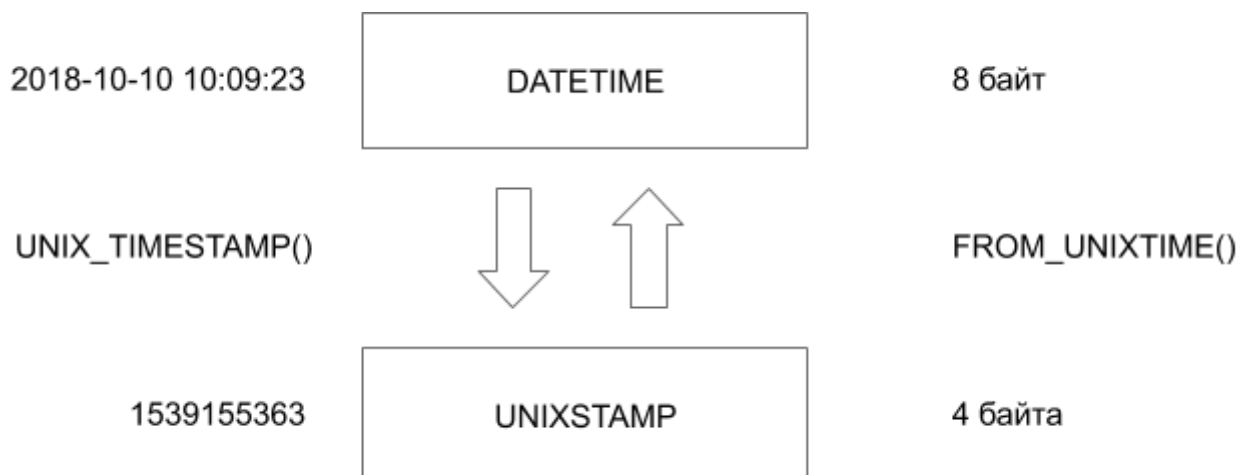 2018-10-10 10:09:23 DATETIME 8 байт
UNIX_TIMESTAMP() FROM_UNIXTIME()
1539155363 UNIXSTAMP 4 байта